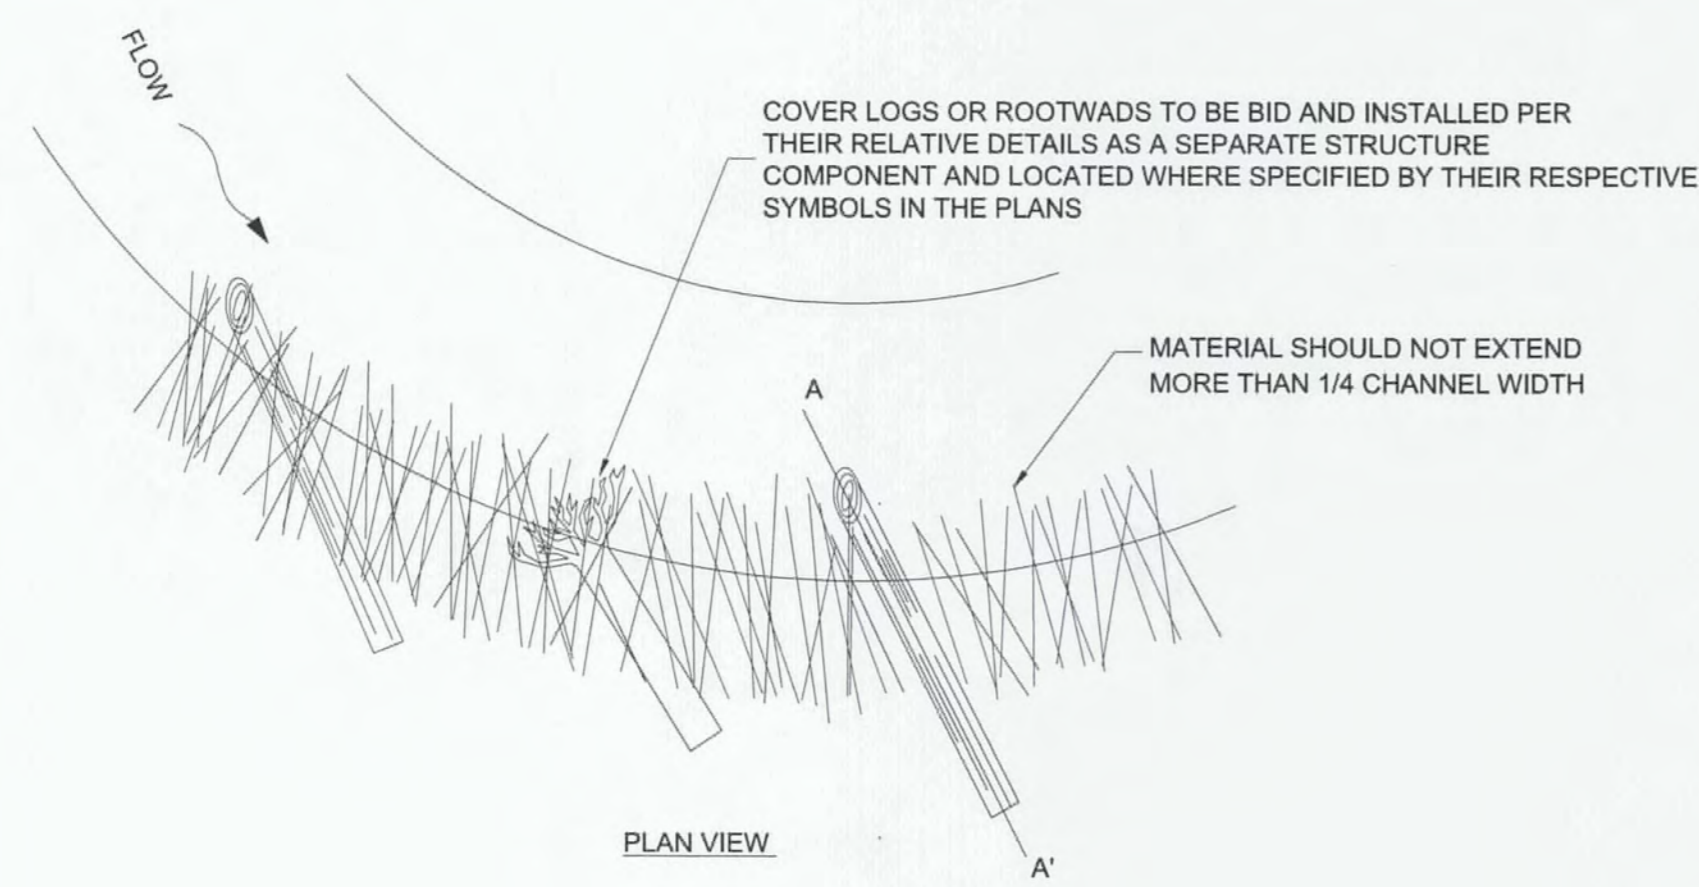 FLOW
COVER LOGS OR ROOTWADS TO BE BID AND INSTALLED PER
THEIR RELATIVE DETAILS AS A SEPARATE STRUCTURE
COMPONENT AND LOCATED WHERE SPECIFIED BY THEIR RESPECTIVE
SYMBOLS IN THE PLANS
MATERIAL SHOULD NOT EXTEND
MORE THAN 1/4 CHANNEL WIDTH
A
PLAN VIEW
A'